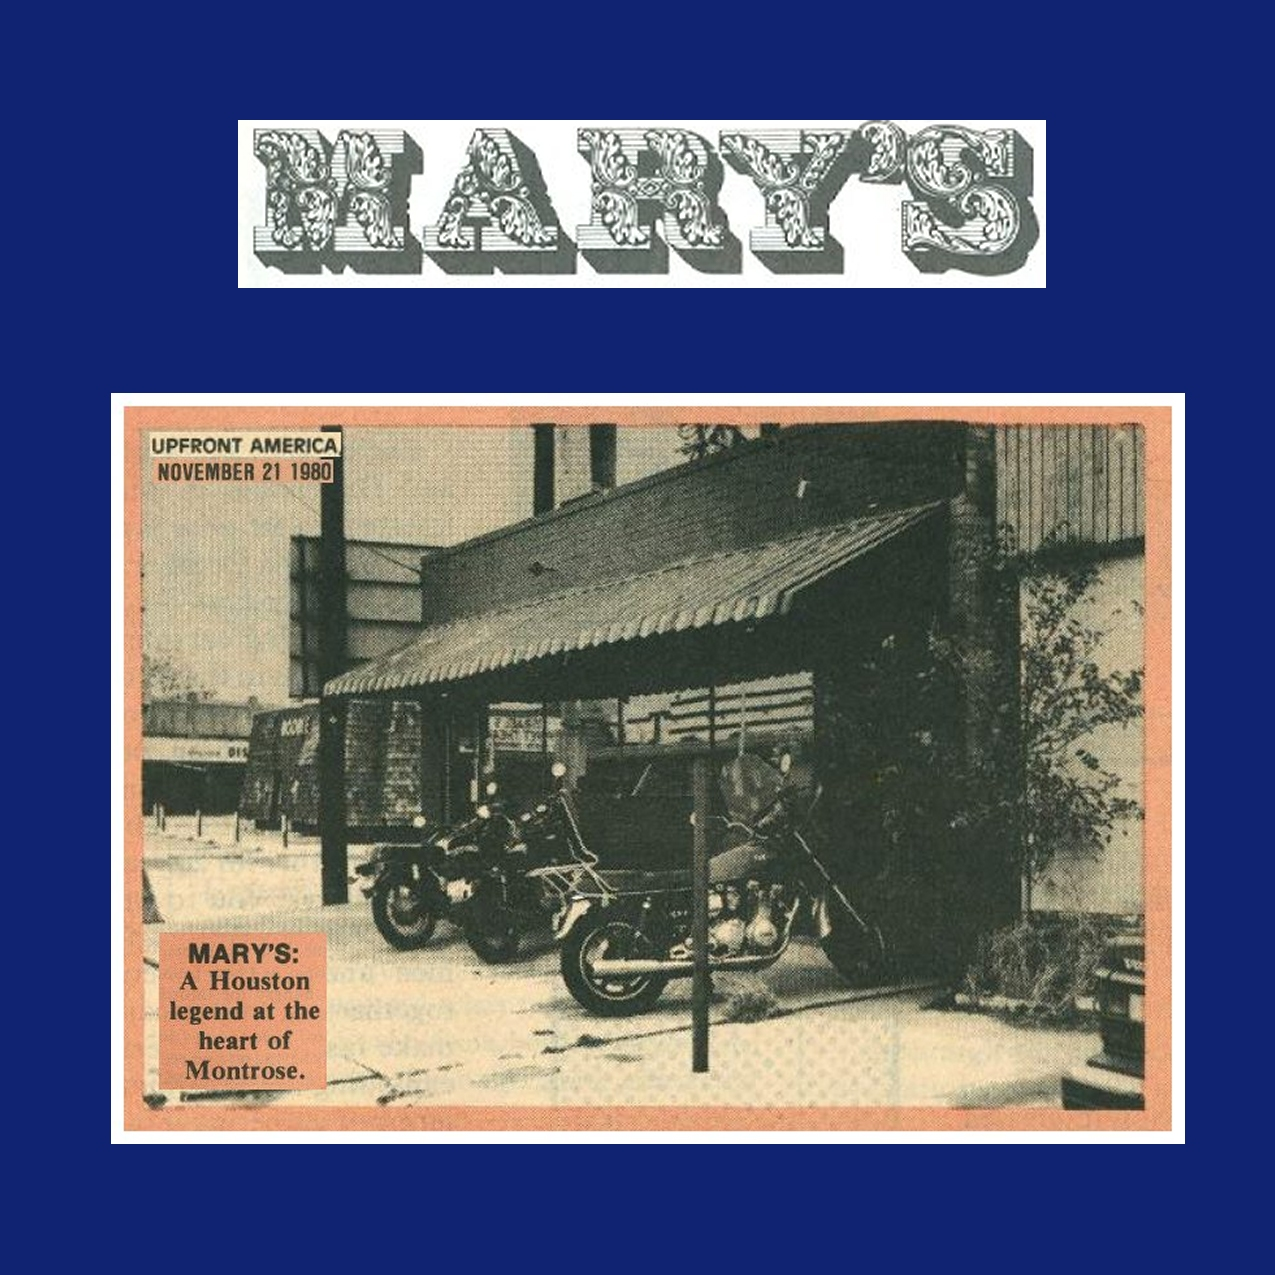 MARY'S
UPFRONT AMERICA
NOVEMBER 21 1980
MARY'S:
A Houston
legend at the
heart of
Montrose.